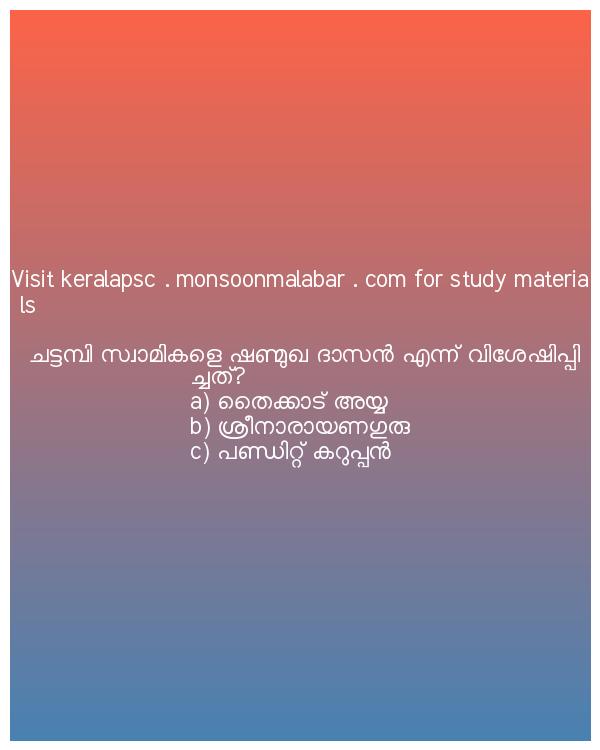 Visit keralapsc . monsoonmalabar . com for study materia
ls
ചട്ടമ്പി സ്വാമികളെ ഷണ്മുഖ ദാസൻ എന്ന് വിശേഷിപ്പി
ച്ചത്?
a) തൈക്കാട് അയ്യ
b) ശ്രീനാരായണഗുരു
c) പണ്ഡിറ്റ് കറുപ്പൻ